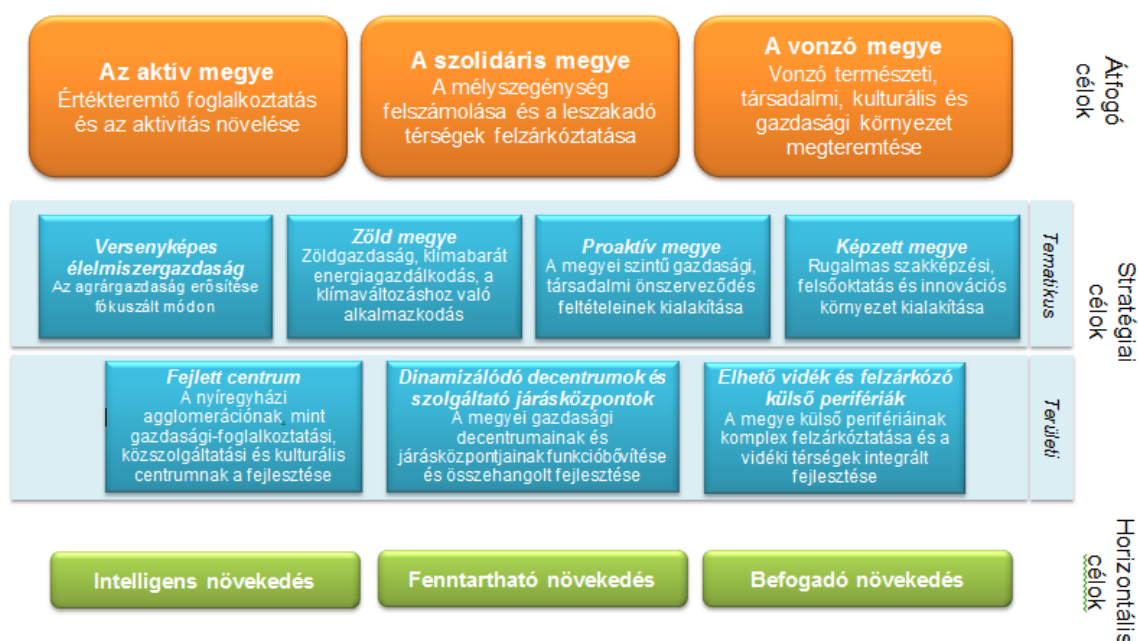 Az aktív megye
Értékteremtő foglalkoztatás
és az aktivitás növelése
A szolidáris megye
A mélyszegénység
felszámolása és a leszakadó
térségek felzárkóztatása
A vonzó megye
Vonzó természeti,
társadalmi, kulturális és
gazdasági környezet
megteremtése
Átfogó
célok
Versenyképes
élelmiszergazdaság
Az agrárgazdaság erősítése
fókuszált módon
Zöld megye
Zöldgazdaság, klímabarát
energiagazdálkodás, a
klímaváltozáshoz való
alkalmazkodás
Proaktív megye
A megyei szintű gazdasági,
társadalmi önszerveződés
feltételeinek kialakítása
Képzett megye
Rugalmas szakképzési,
felsőoktatás és innovációs
környezet kialakítása
Tematikus
Stratégiai
célok
Fejlett centrum
A nyíregyházi
agglomerációnak, mint
gazdasági-foglalkoztatási,
közszolgáltatási és kulturális
centrumnak a fejlesztése
Dinamizálódó decentrumok és
szolgáltató járásközpontok
A megyei gazdasági
decentrumainak és
járásközpontjainak funkcióbővítése
és összehangolt fejlesztése
Elhető vidék és felzárkózó
külső perifériák
A megye külső perifériáinak
komplex felzárkóztatása és a
vidéki térségek integrált
fejlesztése
Területi
Intelligens növekedés
Fenntartható növekedés
Befogadó növekedés
Horizontális
célok